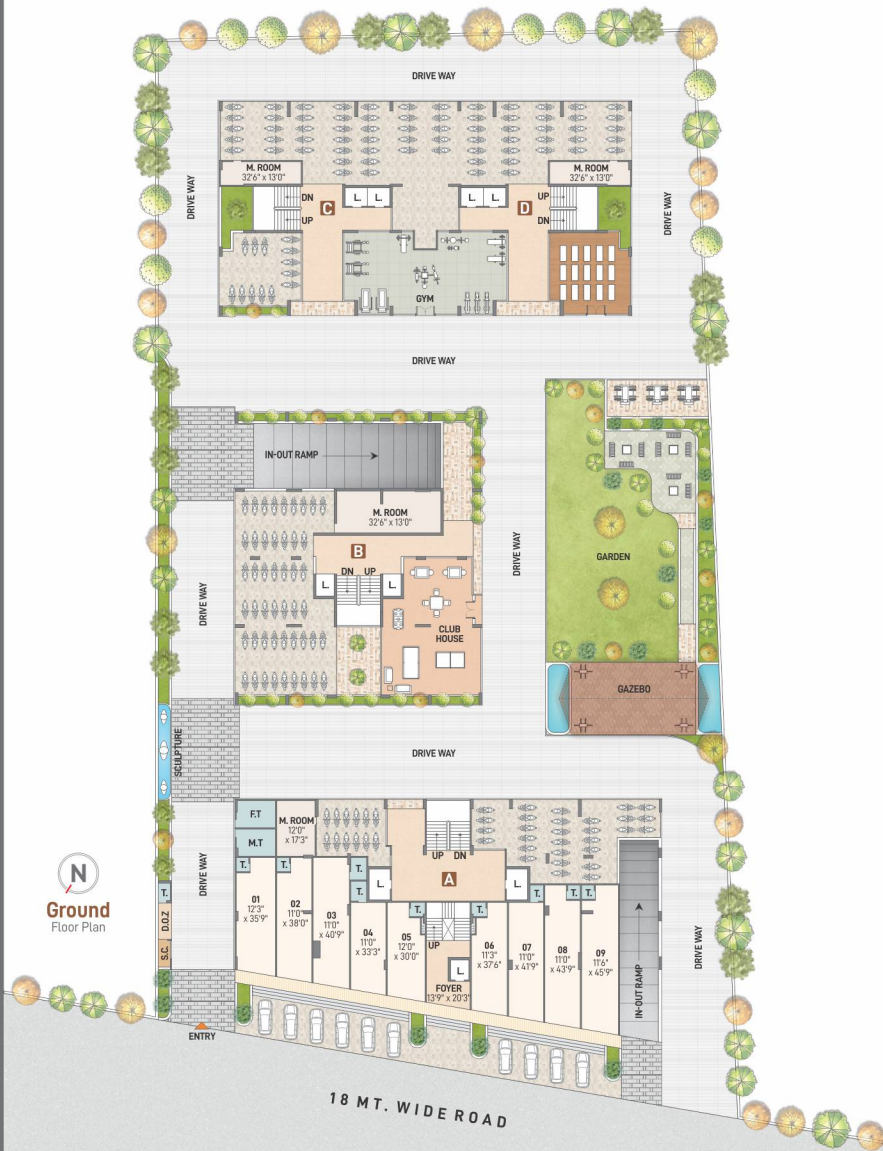 DRIVE WAY
M. ROOM
32'6" x 13'0"
M. ROOM
32'6" x 13'0"
DRIVE WAY
DRIVE WAY
DN
UP
C
L.
L.
L.
L.
D
UP
DN
GYM
DRIVE WAY
IN-OUT RAMP
M. ROOM
32'6" x 13'0"
B
DN UP
L.
L.
DRIVE WAY
DRIVE WAY
CLUB
HOUSE
GARDEN
GAZEBO
SCULPTURE
DRIVE WAY
F.T
M.T
M. ROOM
12'0"
x 17'3"
UP DN
A
L.
L.
T.
T.
T.
T.
T.
T.
T.
T.
T.
01
12'3"
x 35'9"
02
11'0"
x 38'0"
03
11'0"
x 40'9"
04
11'0"
x 33'3"
05
12'0"
x 30'0"
UP
L.
FOYER
13'9" x 20'3"
06
11'3"
x 37'6"
07
11'0"
x 41'9"
08
11'0"
x 43'9"
09
11'6"
x 45'9"
IN-OUT RAMP
DRIVE WAY
DRIVE WAY
T.
D.O.Z
S.C.
N
Ground
Floor Plan
ENTRY
18 MT. WIDE ROAD